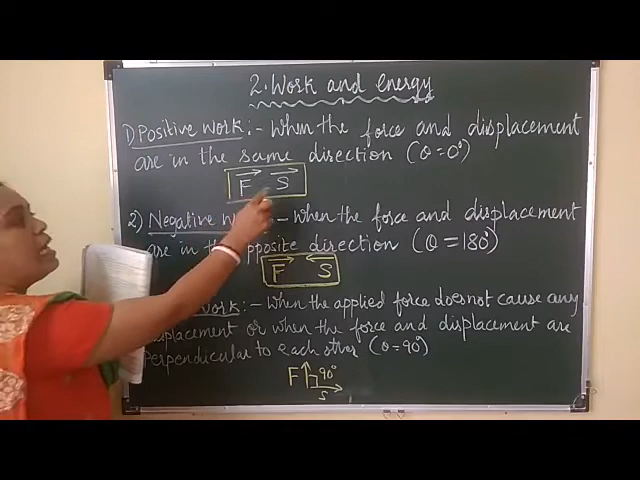 2. Work and energy
1) Positive work :- When the force and displacement
are in the same direction (θ=0°)
F S
2) Negative :- When the force and displacement
are in the opposite direction (θ = 180°)
F S
Work :- When the applied force does not cause any
displacement or when the force and displacement are
perpendicular to each other (θ=90°)
F 90°
S